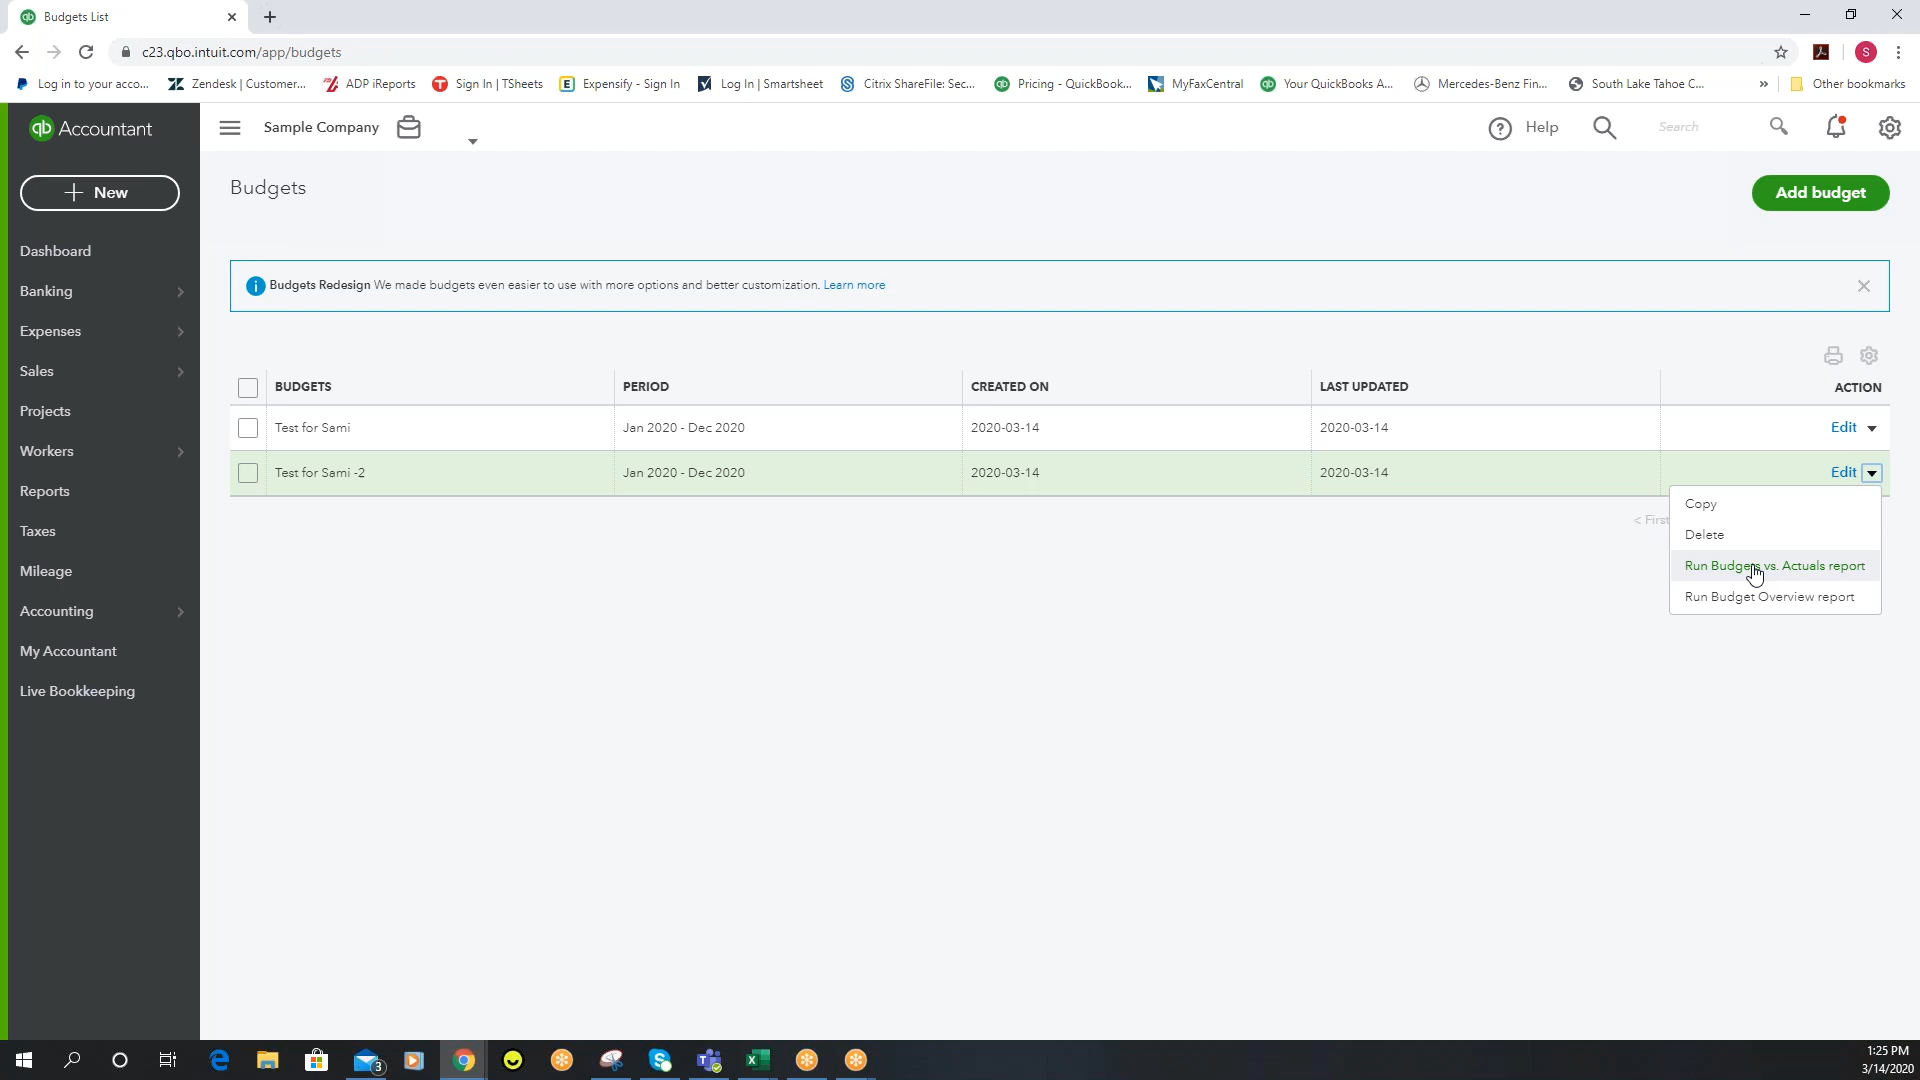 Budgets List
c23.qbo.intuit.com/app/budgets
S
Log in to your acco... Zendesk | Customer... ADP iReports Sign In | TSheets Expensify - Sign In Log In | Smartsheet Citrix ShareFile: Sec... Pricing - QuickBook... MyFaxCentral Your QuickBooks A... Mercedes-Benz Fin... South Lake Tahoe C... » Other bookmarks
qb Accountant
Sample Company
Help
Search
+ New
Budgets
Add budget
Dashboard
Banking
Expenses
Sales
Projects
Workers
Reports
Taxes
Mileage
Accounting
My Accountant
Live Bookkeeping
Budgets Redesign We made budgets even easier to use with more options and better customization. Learn more
BUDGETS PERIOD CREATED ON LAST UPDATED ACTION
Test for Sami Jan 2020 - Dec 2020 2020-03-14 2020-03-14 Edit
Test for Sami -2 Jan 2020 - Dec 2020 2020-03-14 2020-03-14 Edit
< First
Copy
Delete
Run Budgets vs. Actuals report
Run Budget Overview report
3
1:25 PM
3/14/2020